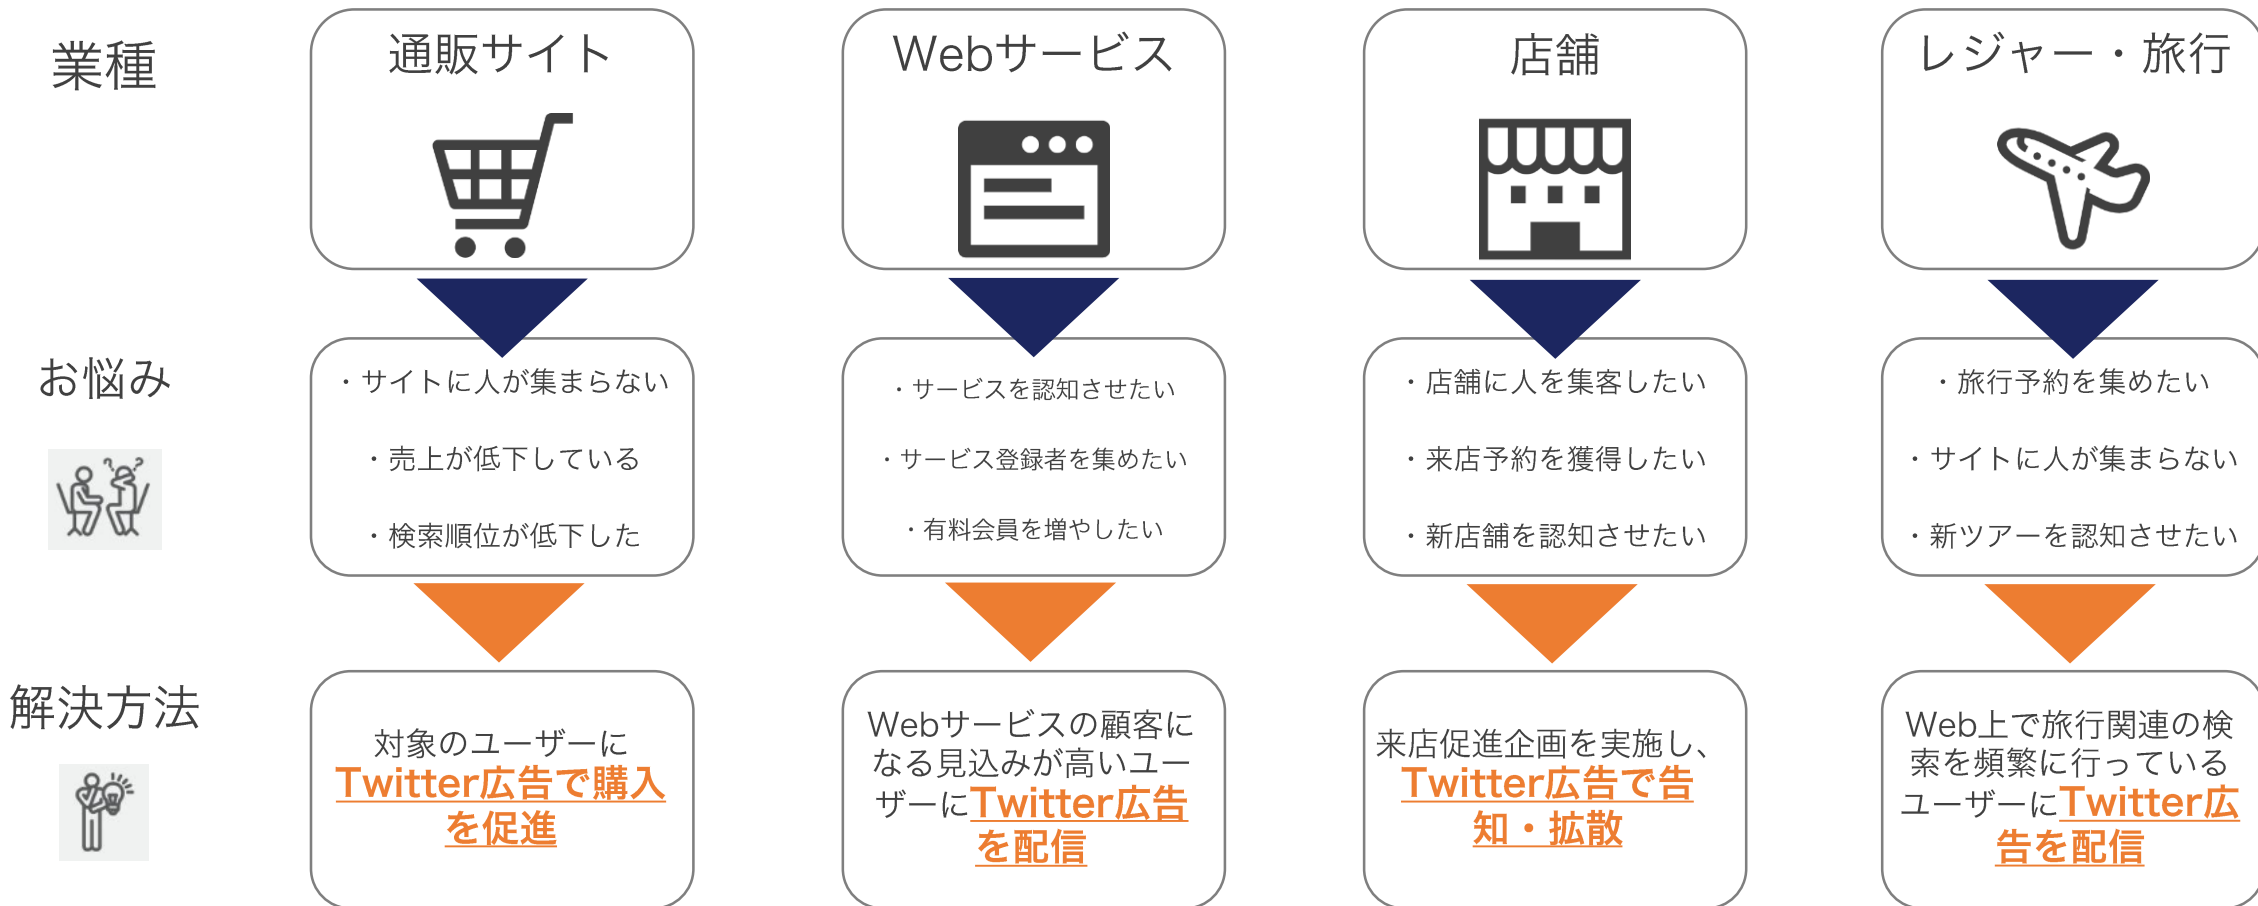 業種
通販サイト
Webサービス
店舗
レジャー・旅行
お悩み
・サイトに人が集まらない
・売上が低下している
・検索順位が低下した
・サービスを認知させたい
・サービス登録者を集めたい
・有料会員を増やしたい
・店舗に人を集客したい
・来店予約を獲得したい
・新店舗を認知させたい
・旅行予約を集めたい
・サイトに人が集まらない
・新ツアーを認知させたい
解決方法
対象のユーザーに
Twitter広告で購入
を促進
Webサービスの顧客に
なる見込みが高いユー
ザーにTwitter広告
を配信
来店促進企画を実施し、
Twitter広告で告
知・拡散
Web上で旅行関連の検
索を頻繁に行っている
ユーザーにTwitter広
告を配信